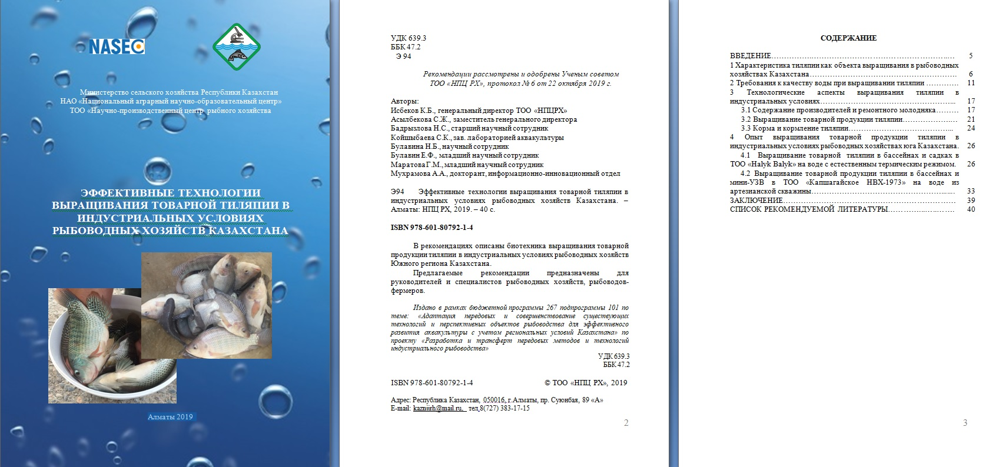 NASEC
Министерство сельского хозяйства Республики Казахстан
НАО «Национальный аграрный научно-образовательный центр»
ТОО «Научно-производственный центр рыбного хозяйства
ЭФФЕКТИВНЫЕ ТЕХНОЛОГИИ
ВЫРАЩИВАНИЯ ТОВАРНОЙ ТИЛЯПИИ В
ИНДУСТРИАЛЬНЫХ УСЛОВИЯХ
РЫБОВОДНЫХ ХОЗЯЙСТВ КАЗАХСТАНА
Алматы 2019
УДК 639.3
ББК 47.2
Э 94
Рекомендации рассмотрены и одобрены Ученым советом
ТОО «НПЦ РХ», протокол № 6 от 22 октября 2019 г.
Авторы:
Исбеков К.Б., генеральный директор ТОО «НПЦРХ»
Асылбекова С.Ж., заместитель генерального директора
Бадрызлова Н.С., старший научный сотрудник
Койшыбаева С.К., зав. лабораторией аквакультуры
Булавина Н.Б., научный сотрудник
Булавин Е.Ф., младший научный сотрудник
Маратова Г.М., младший научный сотрудник
Мухрамова А.А., докторант, информационно-инновационный отдел
Э94 Эффективные технологии выращивания товарной тиляпии в
индустриальных условиях рыбоводных хозяйств Казахстана. –
Алматы: НПЦ РХ, 2019. – 40 с.
ISBN 978-601-80792-1-4
В рекомендациях описаны биотехника выращивания товарной
продукции тиляпии в индустриальных условиях рыбоводных хозяйств
Южного региона Казахстана.
Предлагаемые рекомендации предназначены для
руководителей и специалистов рыбоводных хозяйств, рыбоводов-
фермеров.
Издано в рамках бюджетной программы 267 подпрограммы 101 по
теме: «Адаптация передовых и совершенствование существующих
технологий и перспективных объектов рыбоводства для эффективного
развития аквакультуры с учетом региональных условий Казахстана» по
проекту «Разработка и трансферт передовых методов и технологий
индустриального рыбоводства»
УДК 639.3
ББК 47.2
ISBN 978-601-80792-1-4 © ТОО «НПЦ РХ», 2019
Адрес: Республика Казахстан, 050016, г.Алматы, пр. Суюнбая, 89 «А»
E-mail: kazniirh@mail.ru, тел.8(727) 383-17-15
2
СОДЕРЖАНИЕ
ВВЕДЕНИЕ………………………………………………………………… 5
1 Характеристика тиляпии как объекта выращивания в рыбоводных
хозяйствах Казахстана…………………………………………………… 6
2 Требования к качеству воды при выращивании тиляпии …………. 11
3 Технологические аспекты выращивания тиляпии в
индустриальных условиях……………………………………………... 17
3.1 Содержание производителей и ремонтного молодняка……… 17
3.2 Выращивание товарной продукции тиляпии………………….… 21
3.3 Корма и кормление тиляпии…………………………………….. 24
4 Опыт выращивания товарной продукции тиляпии в
индустриальных условиях рыбоводных хозяйствах юга Казахстана. 26
4.1 Выращивание товарной тиляпии в бассейнах и садках в
ТОО «Halyk Balyk» на воде с естественным термическим режимом. 26
4.2 Выращивание товарной продукции тиляпии в бассейнах и
мини-УЗВ в ТОО «Капшагайское НВХ-1973» на воде из
артезианской скважины………………………………………………...... 33
ЗАКЛЮЧЕНИЕ…………………………………………………………… 39
СПИСОК РЕКОМЕНДУЕМОЙ ЛИТЕРАТУРЫ…………...…..……. 40
3